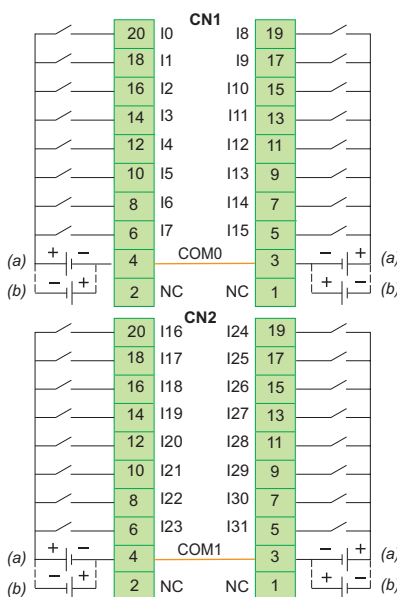 CN1
20 I0 I8 19
18 I1 I9 17
16 I2 I10 15
14 I3 I11 13
12 I4 I12 11
10 I5 I13 9
8 I6 I14 7
6 I7 I15 5
(a) + − 4 COM0 3 − + (a)
(b) − + 2 NC NC 1 + − (b)
CN2
20 I16 I24 19
18 I17 I25 17
16 I18 I26 15
14 I19 I27 13
12 I20 I28 11
10 I21 I29 9
8 I22 I30 7
6 I23 I31 5
(a) + − 4 COM1 3 − + (a)
(b) − + 2 NC NC 1 + − (b)